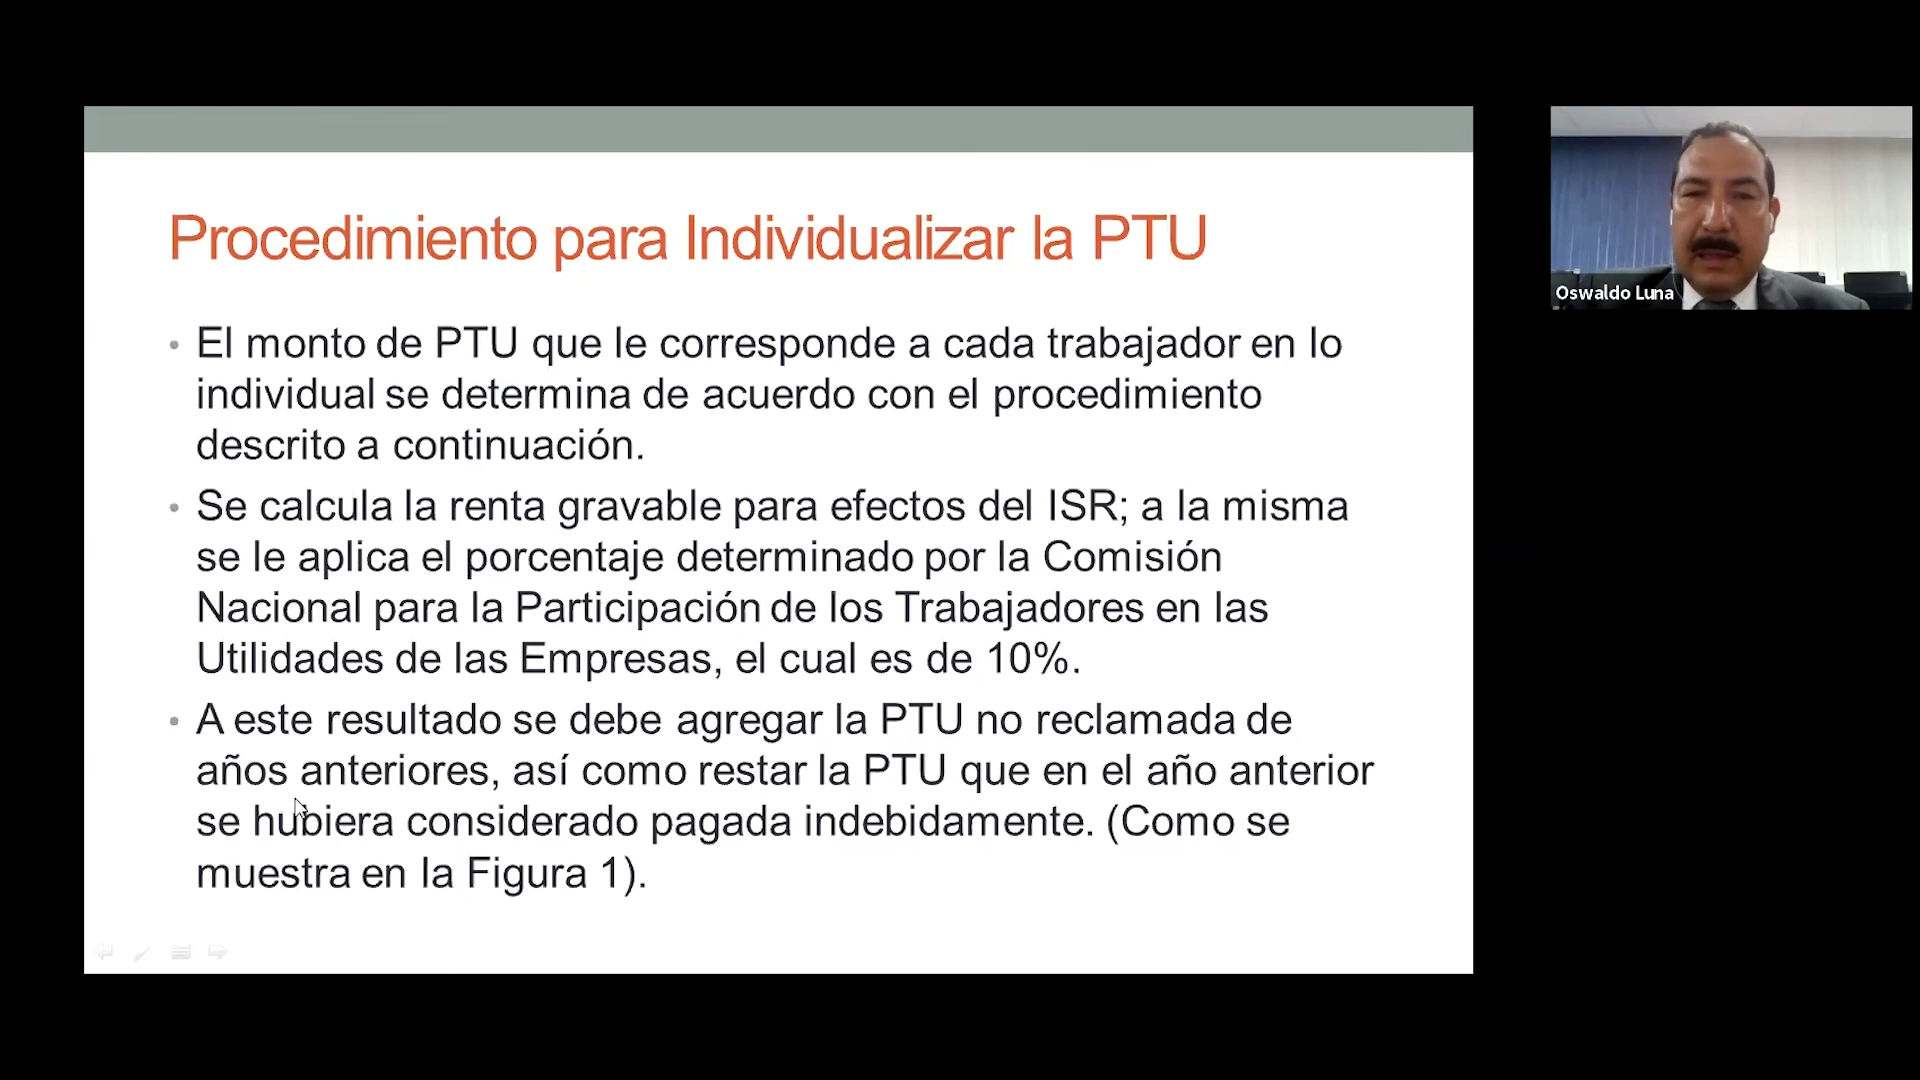 Procedimiento para Individualizar la PTU
• El monto de PTU que le corresponde a cada trabajador en lo
individual se determina de acuerdo con el procedimiento
descrito a continuación.
• Se calcula la renta gravable para efectos del ISR; a la misma
se le aplica el porcentaje determinado por la Comisión
Nacional para la Participación de los Trabajadores en las
Utilidades de las Empresas, el cual es de 10%.
• A este resultado se debe agregar la PTU no reclamada de
años anteriores, así como restar la PTU que en el año anterior
se hubiera considerado pagada indebidamente. (Como se
muestra en la Figura 1).
Oswaldo Luna